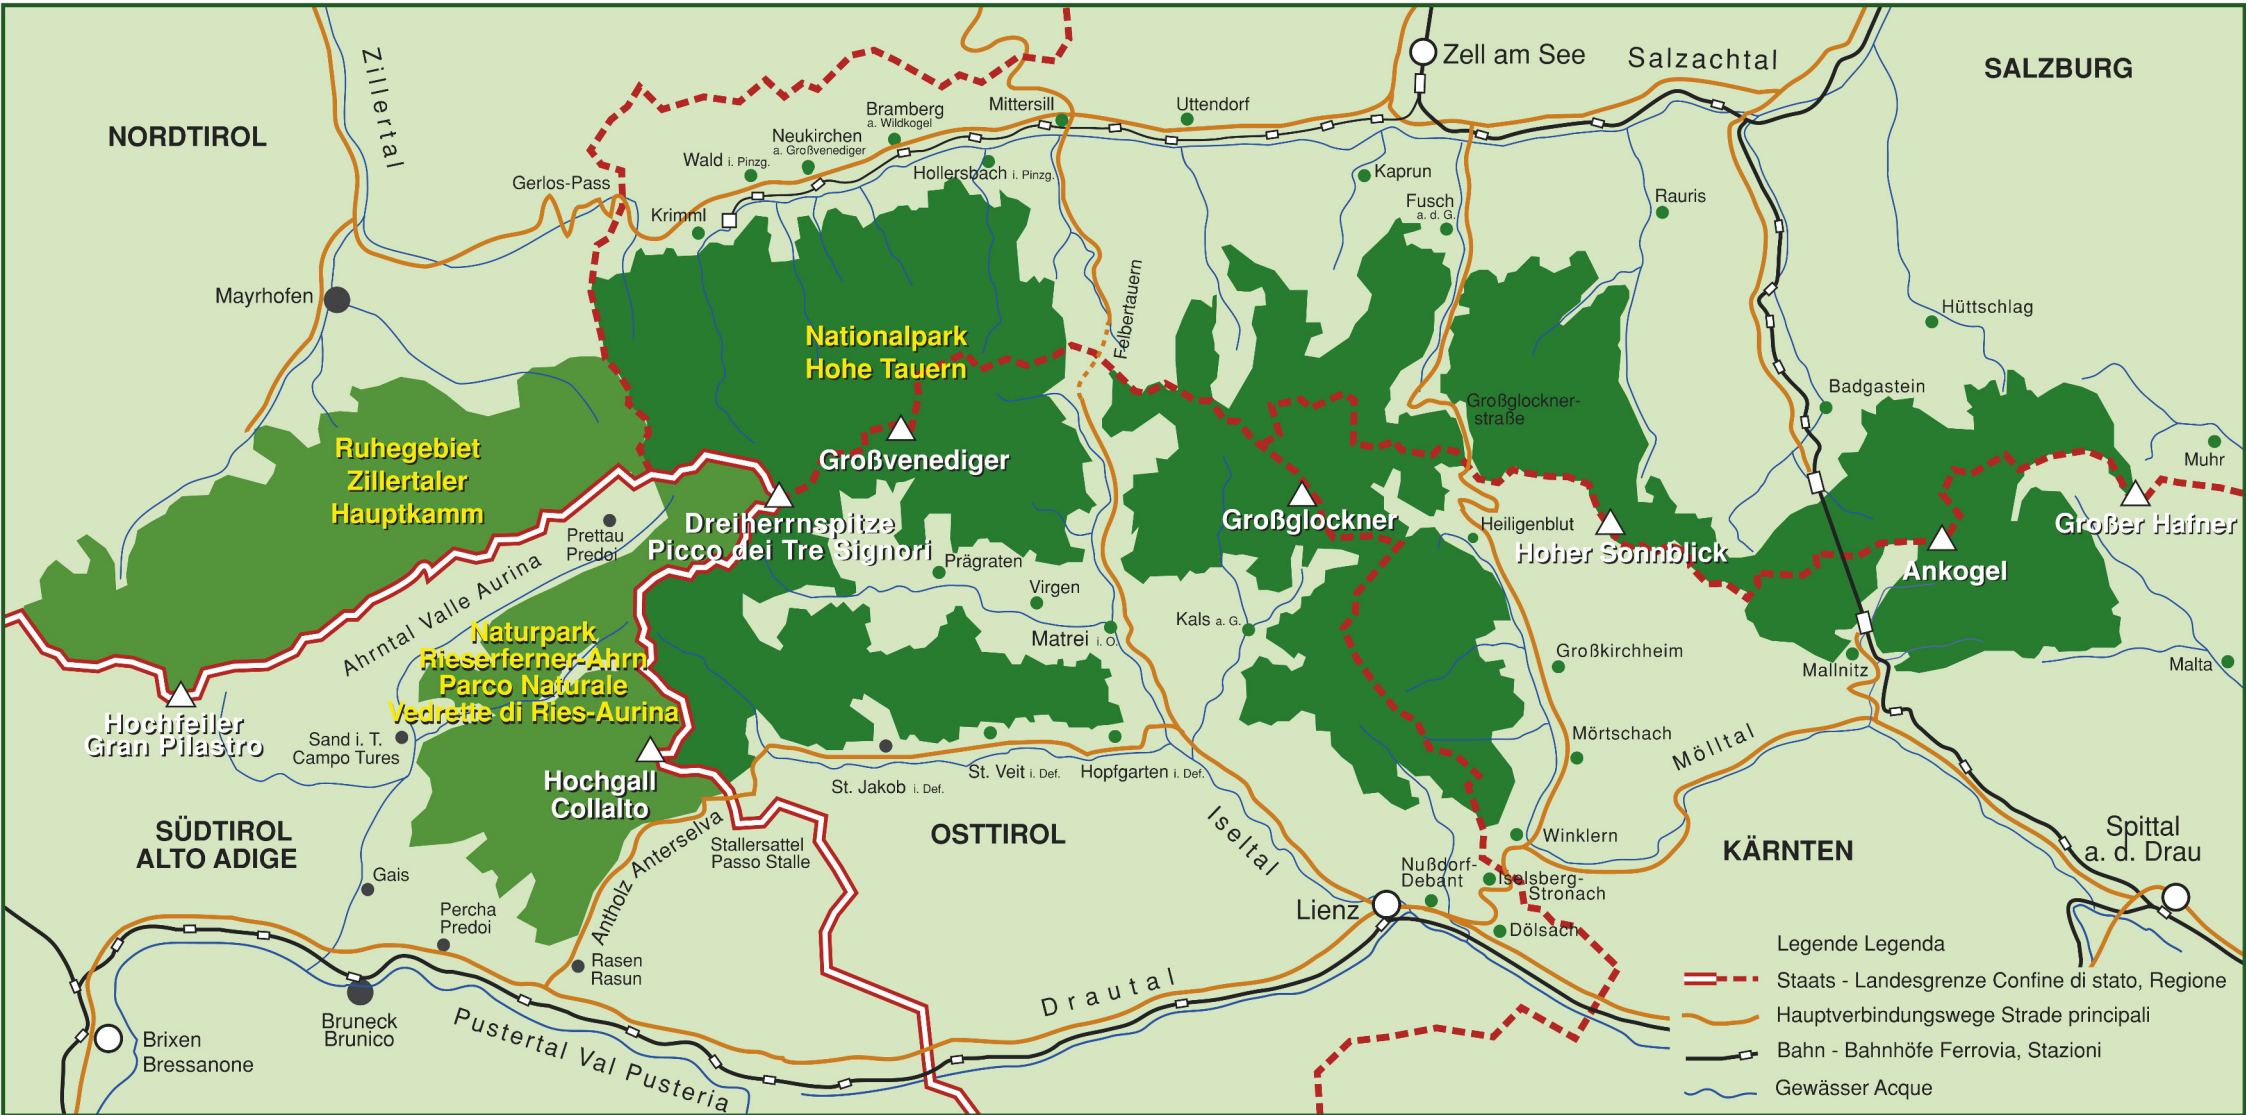 Zillertal
Zell am See
Salzachtal
SALZBURG
NORDTIROL
Bramberg
a. Wildkogel
Mittersill
Uttendorf
Neukirchen
a. Großvenediger
Wald i. Pinzg.
Hollersbach i. Pinzg.
Gerlos-Pass
Krimml
Kaprun
Fusch
a. d. G.
Rauris
Mayrhofen
Felbertauern
Hüttschlag
Nationalpark
Hohe Tauern
Badgastein
Großglockner-
straße
Ruhegebiet
Zillertaler
Hauptkamm
Großvenediger
Muhr
Prettau
Predoi
Dreiherrnspitze
Picco dei Tre Signori
Großglockner
Heiligenblut
Hoher Sonnblick
Großer Hafner
Ankogel
Ahrntal Valle Aurina
Prägraten
Virgen
Kals a. G.
Matrei i. O.
Naturpark
Rieserferner-Ahrn
Parco Naturale
Vedrette di Ries-Aurina
Großkirchheim
Mallnitz
Malta
Hochfeiler
Gran Pilastro
Sand i. T.
Campo Tures
Mörtschach
Mölltal
Hochgall
Collalto
St. Jakob i. Def.
St. Veit i. Def.
Hopfgarten i. Def.
SÜDTIROL
ALTO ADIGE
Antholz Anterselva
Stallersattel
Passo Stalle
OSTTIROL
Iseltal
Winklern
KÄRNTEN
Spittal
a. d. Drau
Gais
Nußdorf-
Debant
Iselsberg-
Stronach
Percha
Predoi
Lienz
Dölsach
Rasen
Rasun
Drautal
Bruneck
Brunico
Brixen
Bressanone
Pustertal Val Pusteria
Legende Legenda
Staats - Landesgrenze Confine di stato, Regione
Hauptverbindungswege Strade principali
Bahn - Bahnhöfe Ferrovia, Stazioni
Gewässer Acque